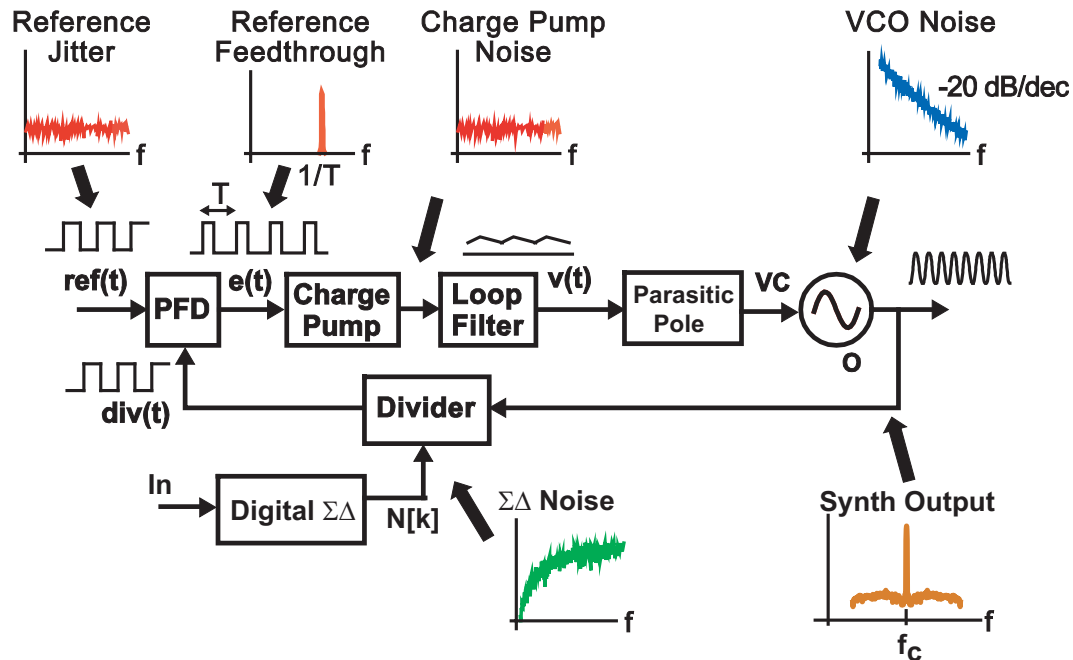 Reference
Jitter
Reference
Feedthrough
Charge Pump
Noise
VCO Noise
-20 dB/dec
f
f
1/T
f
f
T
ref(t)
PFD
e(t)
Charge
Pump
Loop
Filter
v(t)
Parasitic
Pole
VC
O
div(t)
Divider
In
Digital ΣΔ
N[k]
ΣΔ Noise
f
Synth Output
f
fc